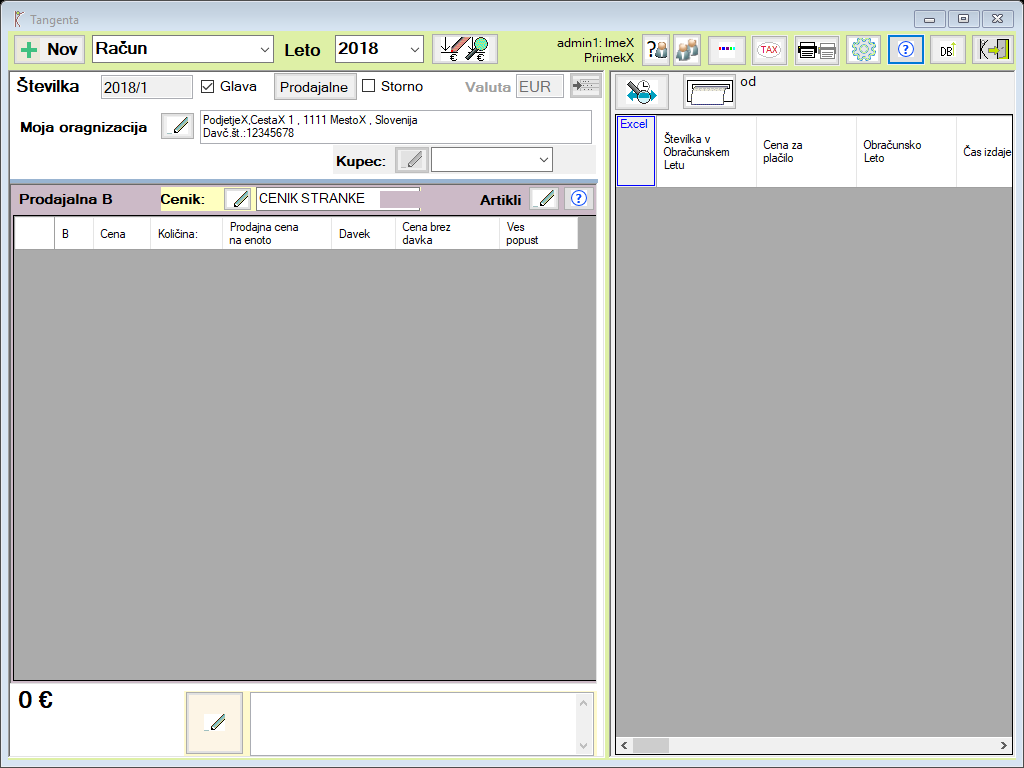 Tangenta
Nov
Račun
Leto
2018
admin1: ImeX
PriimekX
TAX
DB
Številka
2018/1
Glava
Prodajalne
Storno
Valuta
EUR
Moja oragnizacija
PodjetjeX,CestaX 1 , 1111 MestoX , Slovenija
Davč.št.:12345678
Kupec:
Prodajalna B
Cenik:
CENIK STRANKE
Artikli
B
Cena
Količina:
Prodajna cena
na enoto
Davek
Cena brez
davka
Ves
popust
0 €
od
Excel
Številka v
Obračunskem
Letu
Cena za
plačilo
Obračunsko
Leto
Čas izdaje